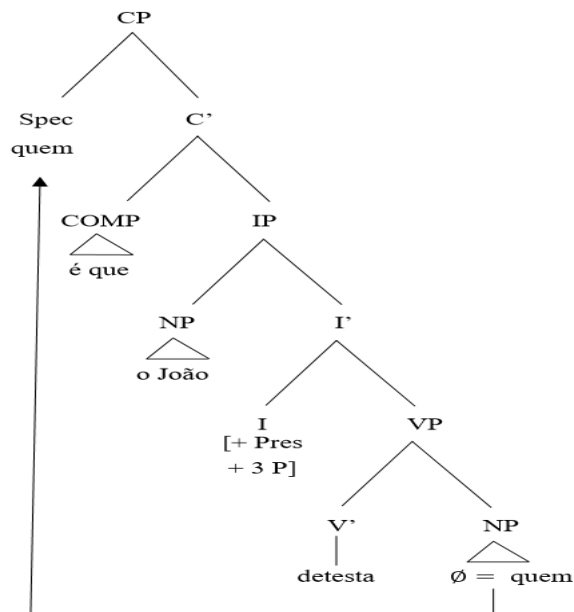 CP
Spec C’
quem
COMP IP
é que
NP I’
o João
I VP
[+ Pres
+ 3 P]
V’ NP
detesta Ø = quem